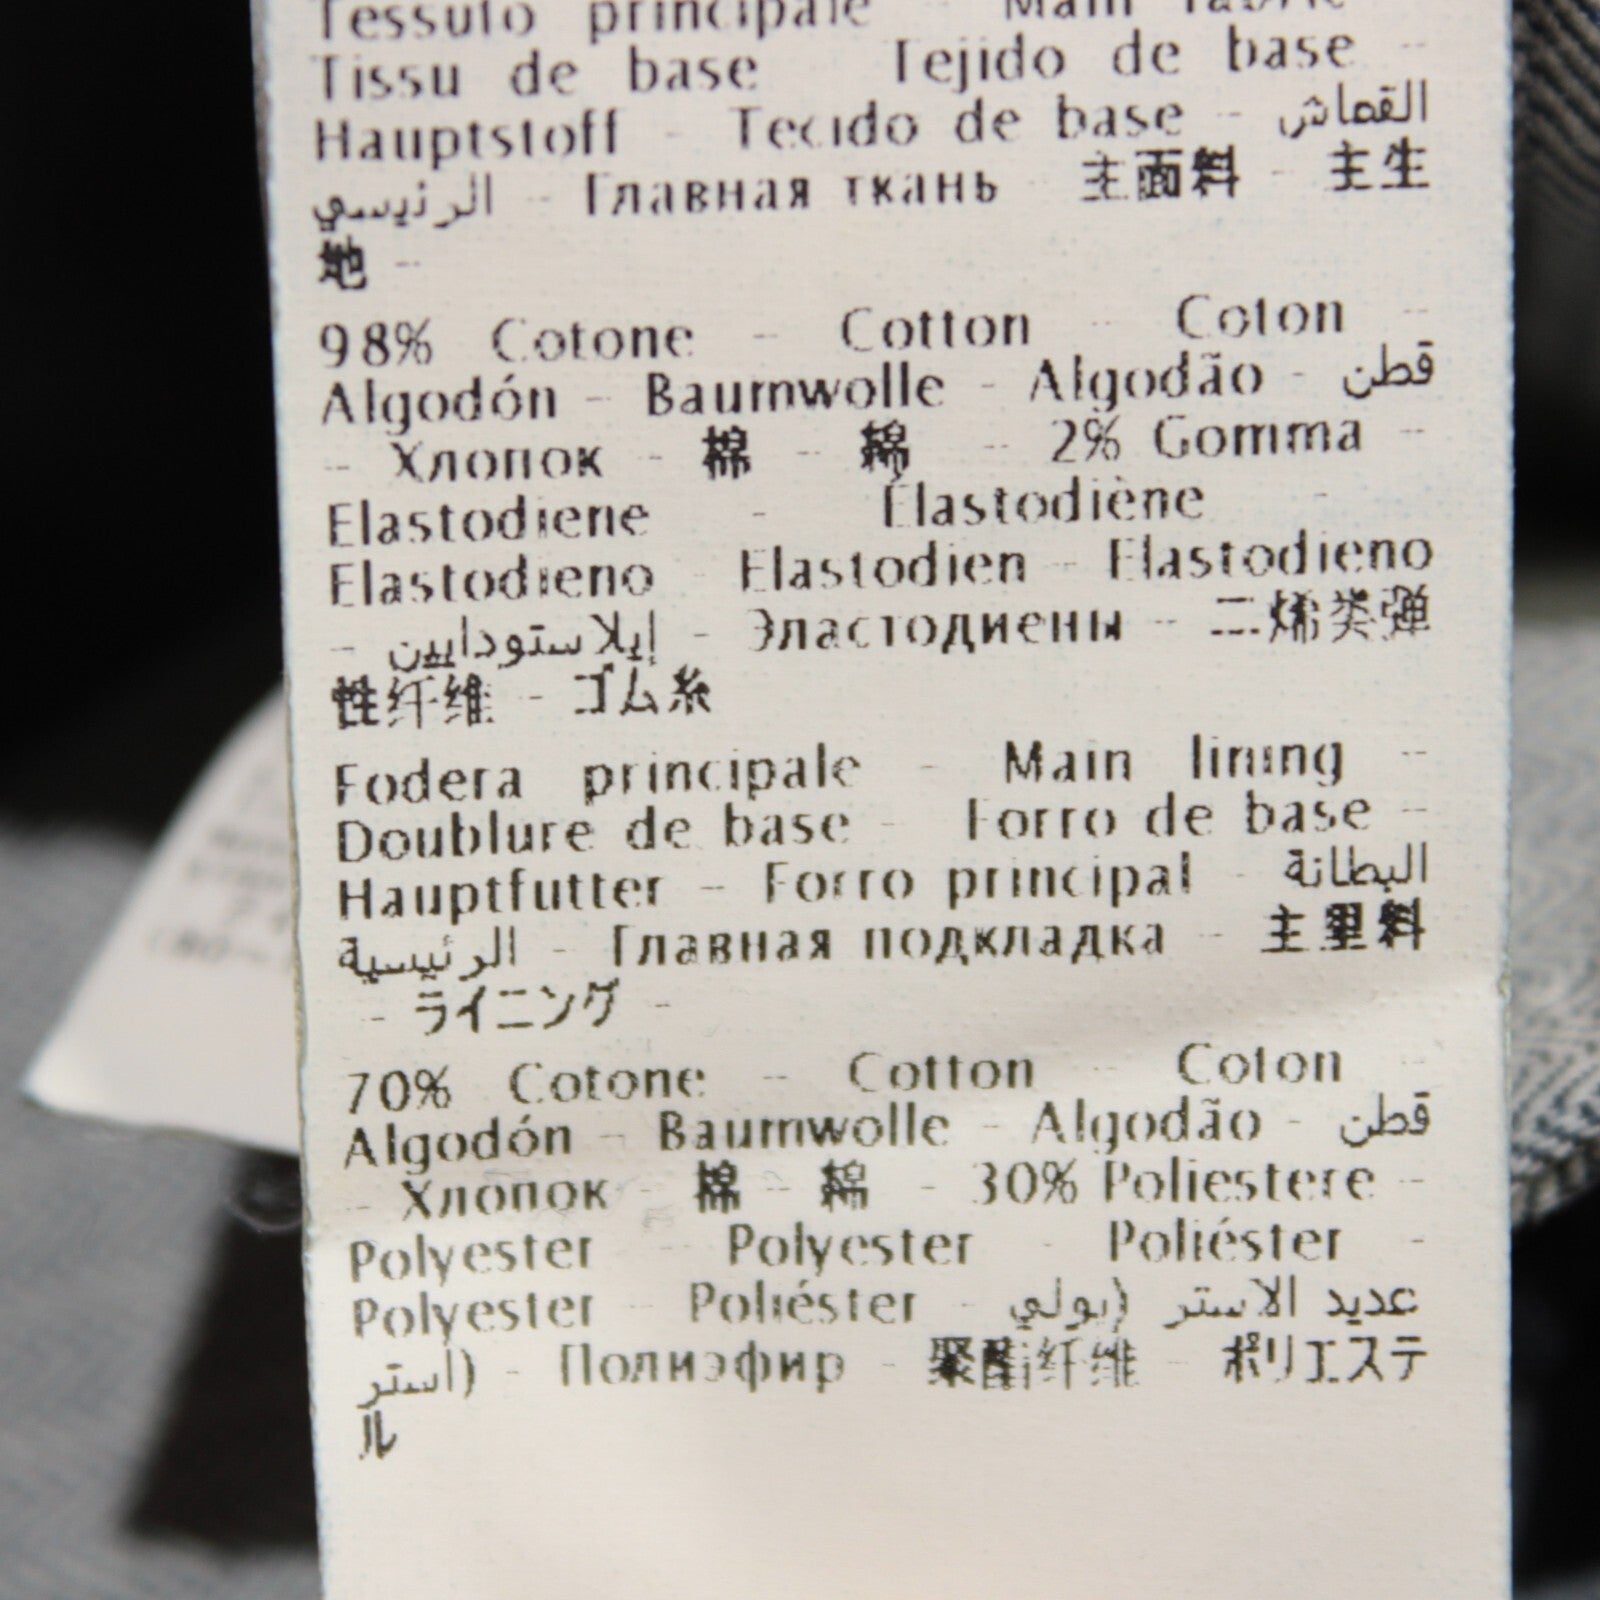 Tessuto principale - Main fabric -
Tissu de base Tejido de base -
Hauptstoff - Tecido de base - القماش
الرئيسي - Главная ткань 主面料 - 主生
地 -
98% Cotone - Cotton - Coton -
Algodón - Baumwolle - Algodão - قطن
- Хлопок - 棉 - 綿 - 2% Gomma -
Elastodiene - Élastodiène -
Elastodieno - Elastodien - Elastodieno
- إيلاستودايين - Эластодиены - 二烯类弹
性纤维 - ゴム糸
Fodera principale - Main lining -
Doublure de base - Forro de base -
Hauptfutter - Forro principal - البطانة
الرئيسية - Главная подкладка - 主里料
- ライニング -
70% Cotone - Cotton - Coton -
Algodón - Baumwolle - Algodão - قطن
- Хлопок - 棉 - 綿 - 30% Poliestere -
Polyester - Polyester - Poliéster -
Polyester - Poliéster - عديد الاستر (بولي
استر) - Полиэфир - 聚酯纤维 - ポリエステ
ル